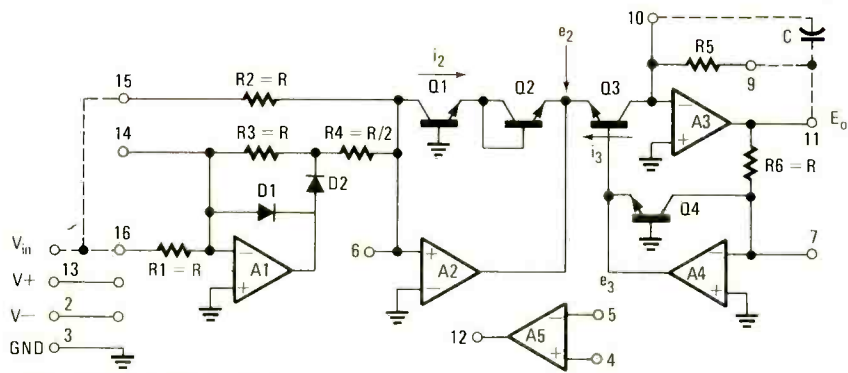 10
C
e2
i2
R5
15
R2 = R
Q1
Q2
Q3
9
Eo
11
14
R3 = R
R4 = R/2
i3
A3
R6 = R
D1
D2
Q4
Vin
16
R1 = R
A1
6
A2
7
A4
e3
V+
13
V−
2
GND
3
12
A5
5
4
− + + − − + − + − +